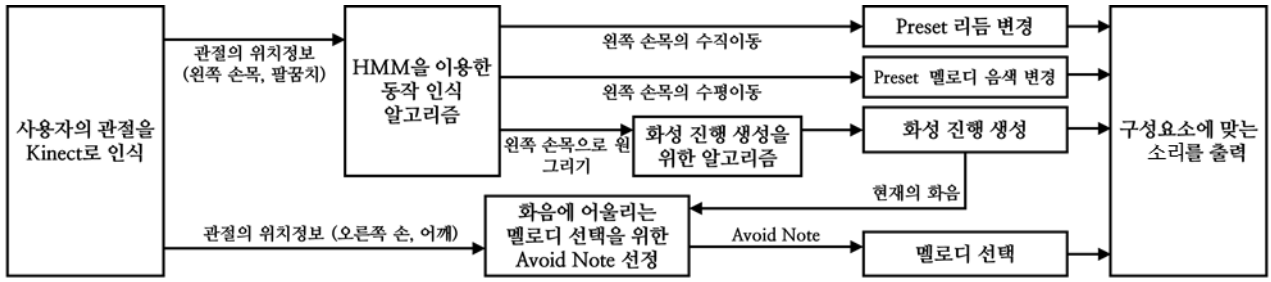 사용자의 관절을
Kinect로 인식
관절의 위치정보
(왼쪽 손목, 팔꿈치)
HMM을 이용한
동작 인식
알고리즘
왼쪽 손목의 수직이동
Preset 리듬 변경
왼쪽 손목의 수평이동
Preset 멜로디 음색 변경
왼쪽 손목으로 원
그리기
화성 진행 생성을
위한 알고리즘
화성 진행 생성
현재의 화음
관절의 위치정보 (오른쪽 손, 어깨)
화음에 어울리는
멜로디 선택을 위한
Avoid Note 선정
Avoid Note
멜로디 선택
구성요소에 맞는
소리를 출력